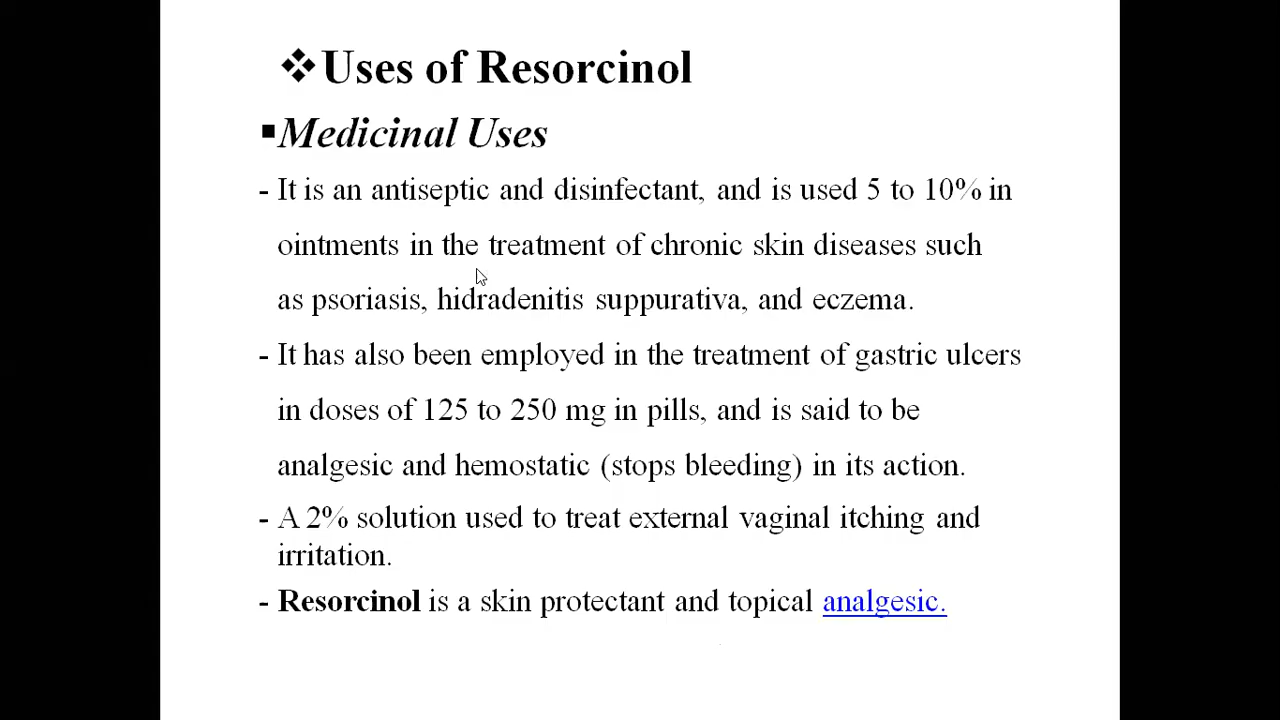 ❖Uses of Resorcinol
▪Medicinal Uses
- It is an antiseptic and disinfectant, and is used 5 to 10% in
ointments in the treatment of chronic skin diseases such
as psoriasis, hidradenitis suppurativa, and eczema.
- It has also been employed in the treatment of gastric ulcers
in doses of 125 to 250 mg in pills, and is said to be
analgesic and hemostatic (stops bleeding) in its action.
- A 2% solution used to treat external vaginal itching and
irritation.
- Resorcinol is a skin protectant and topical analgesic.